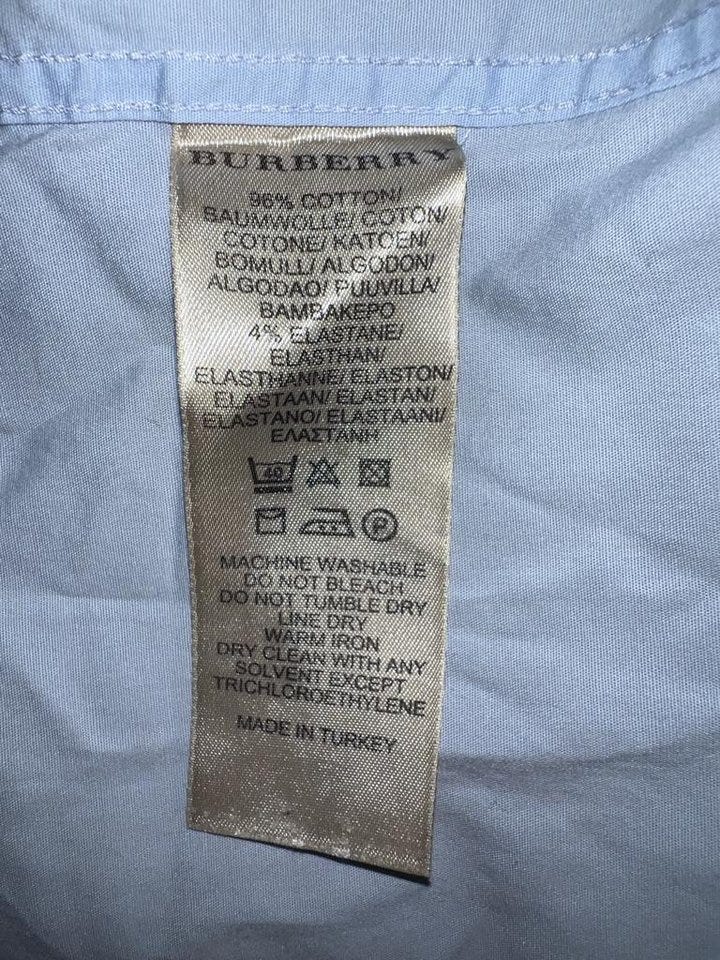 BURBERRY
96% COTTON/
BAUMWOLLE/ COTON/
COTONE/ KATOEN/
BOMULL/ ALGODON/
ALGODAO/ PUUVILLA/
BAMBAKEPO
4% ELASTANE/
ELASTHAN/
ELASTHANNE/ ELASTON/
ELASTAAN/ ELASTAN/
ELASTANO/ ELASTAANI/
ΕΛΑΣΤΑΝΗ
40
P
MACHINE WASHABLE
DO NOT BLEACH
DO NOT TUMBLE DRY
LINE DRY
WARM IRON
DRY CLEAN WITH ANY
SOLVENT EXCEPT
TRICHLOROETHYLENE
MADE IN TURKEY